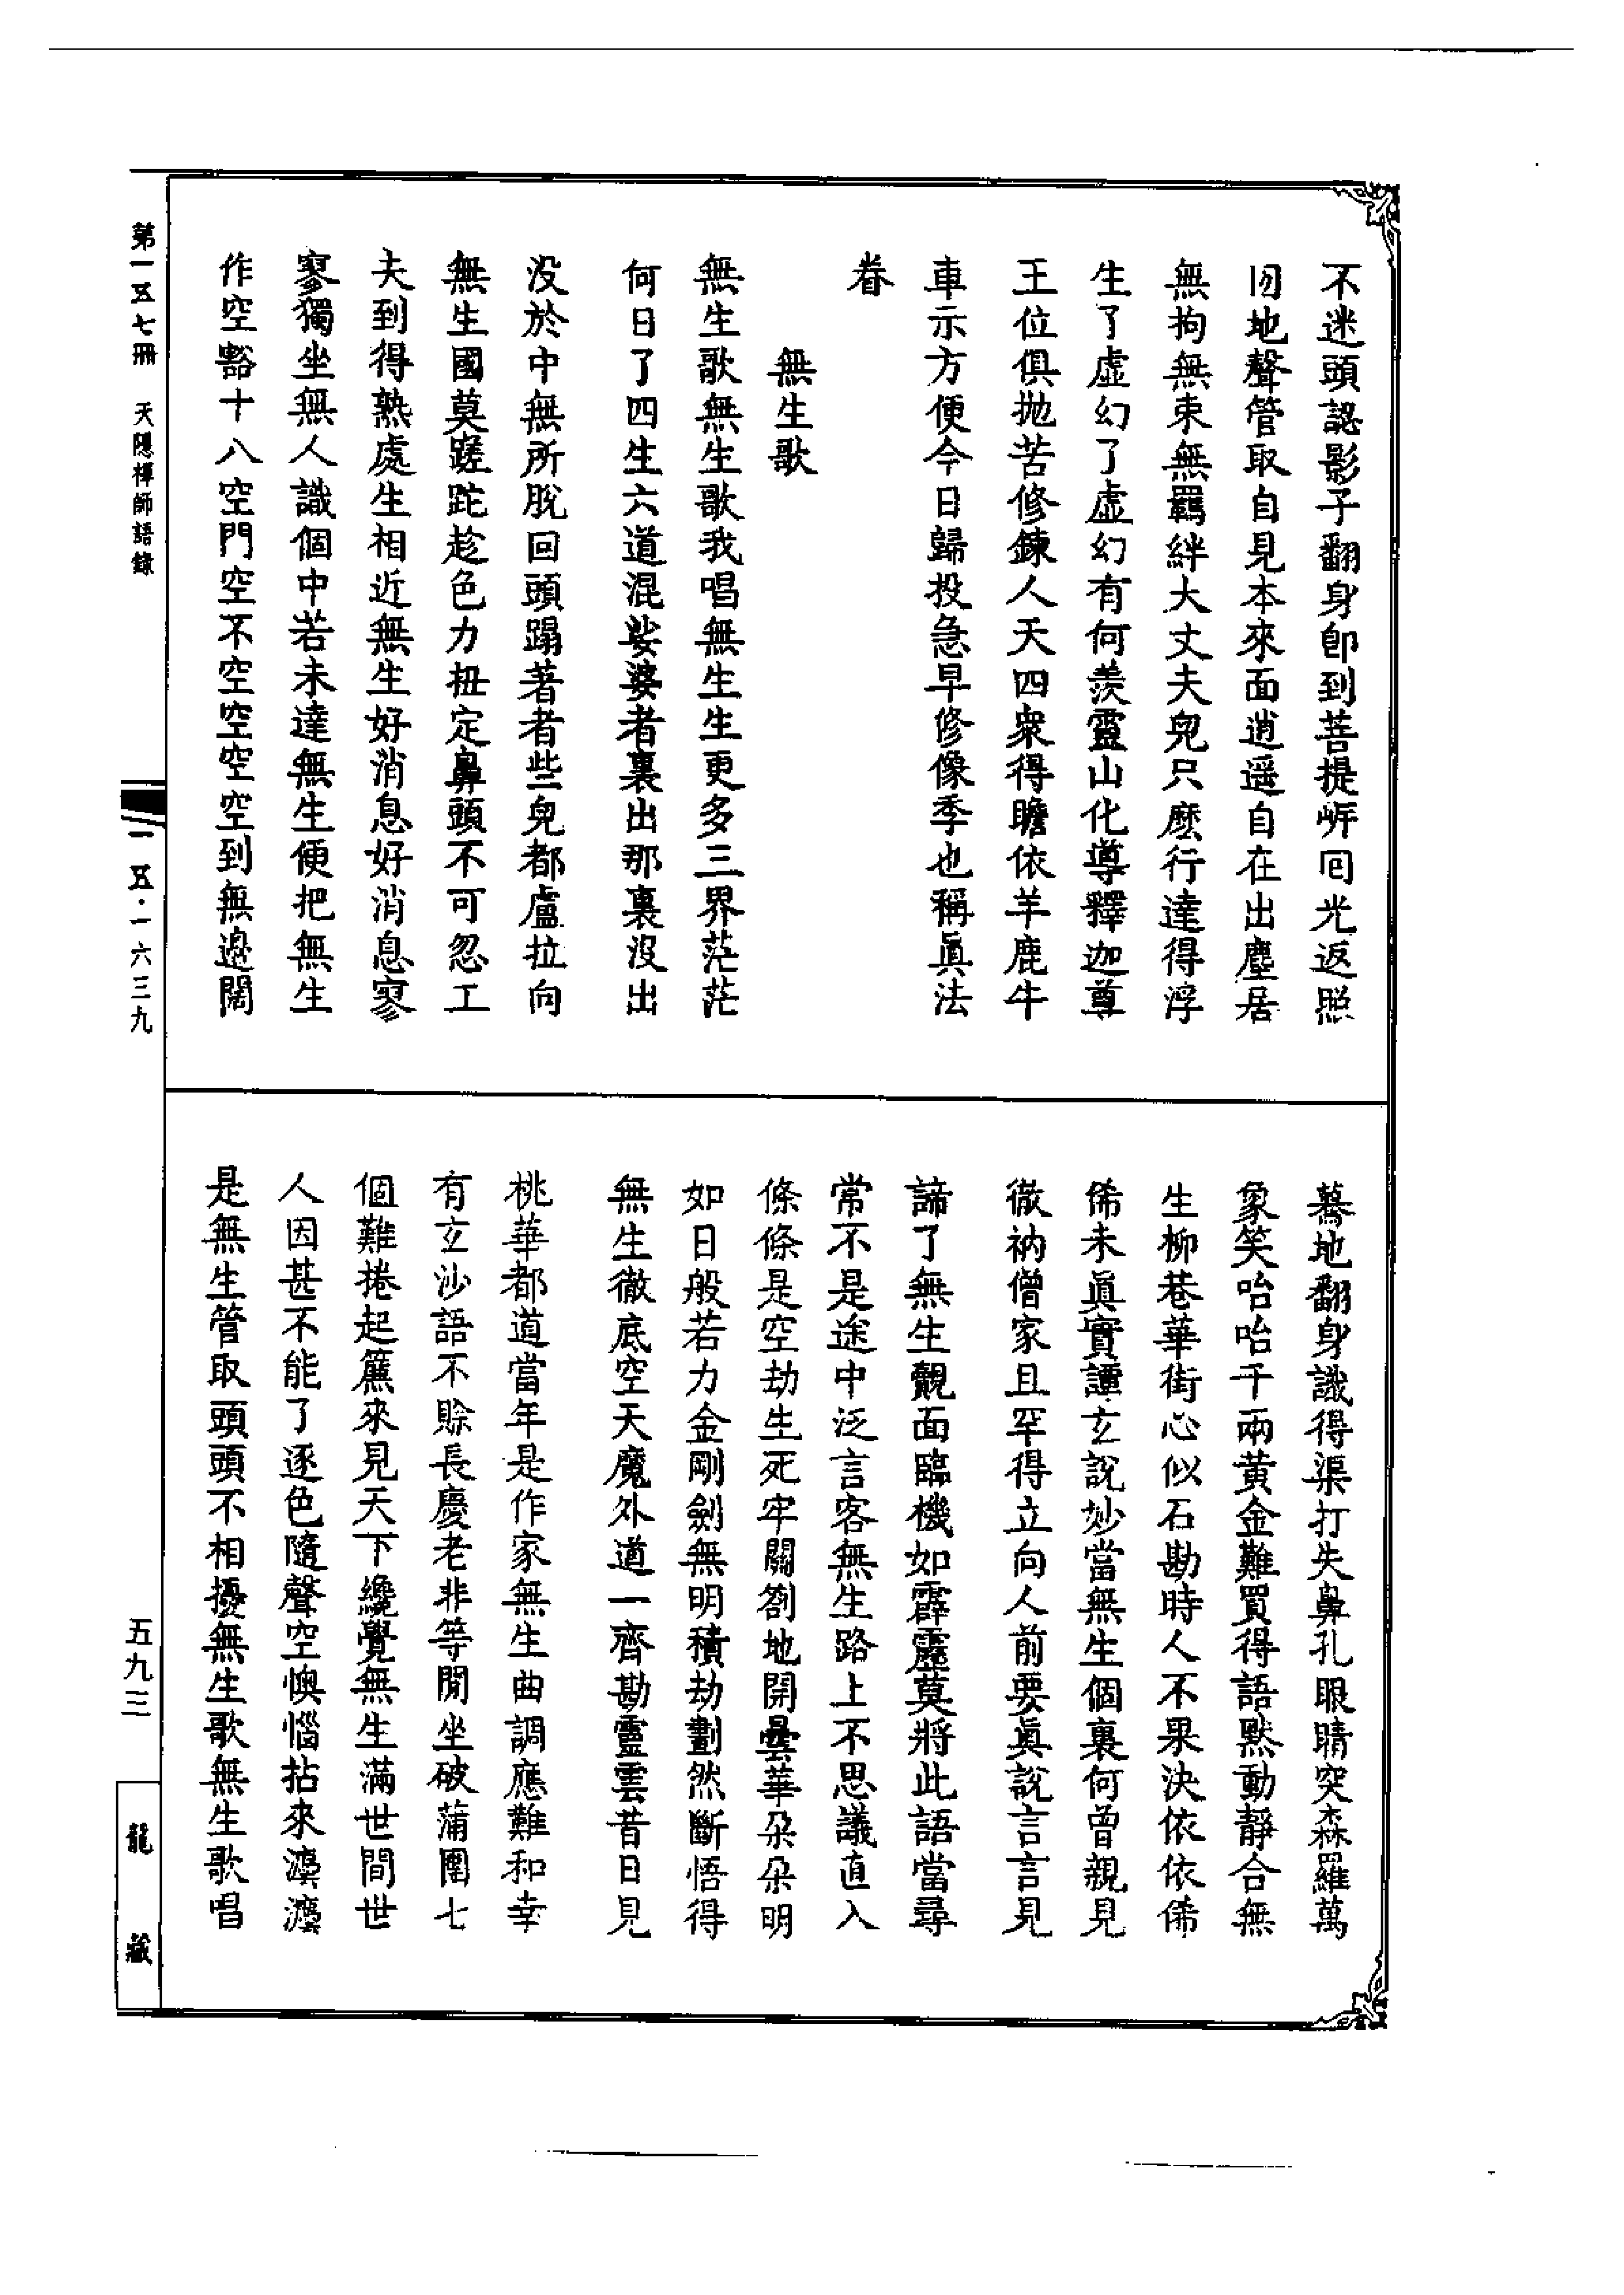 不迷頭認影子翻身卽到菩提㘁回光返照
㘞地聲管取自見本來面逍遥自在出塵居
無拘無束無羈絆大丈夫兒只麽行達得浮
生了虛幻了虛幻有何羨靈山化導釋迦尊
王位俱抛苦修鍊人天四衆得瞻依羊鹿牛
車示方便今日歸投急早修像季也稱眞法
眷
無生歌
無生歌無生歌我唱無生生更多三界茫茫
何日了四生六道混娑婆者裏出那裏沒出
没於中無所脫回頭蹋著者些兒都盧拉向
無生國莫蹉跎趁色力扭定鼻頭不可忽工
夫到得熟處生相近無生好消息好消息寥
寥獨坐無人識個中若未達無生便把無生
作空豁十八空門空不空空空空到無邊闊
驀地翻身識得渠打失鼻孔眼睛突森羅萬
象笑咍咍千兩黃金難買得語默動靜合無
生柳巷華街心似石勘時人不果決依依俙
俙未眞實譚玄說妙當無生個裏何曾親見
徹衲僧家且罕得立向人前要眞說言言見
諦了無生覿面臨機如霹靂莫將此語當尋
常不是途中泛言客無生路上不思議直入
條條是空劫生死牢關劄地開曇華朵朵明
如日般若力金剛劍無明積劫劃然斷悟得
無生徹底空天魔外道一齊勘靈雲昔日見
桃華都道當年是作家無生曲調應難和幸
有玄沙語不賒長慶老非等閒坐破蒲團七
個難捲起簾來見天下纔覺無生滿世間世
人因甚不能了逐色隨聲空懊惱拈來瀼瀼
是無生管取頭頭不相擾無生歌無生歌唱
第一五七冊 天隱禪師語錄
一五·一六三九
五九三
龍藏